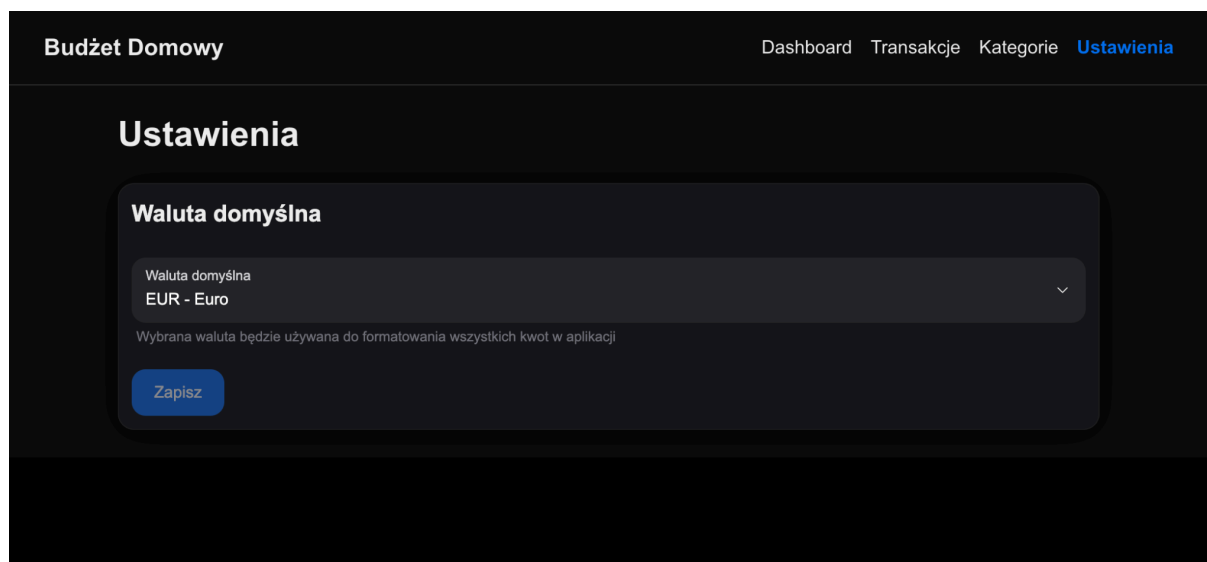 Budżet Domowy
Dashboard Transakcje Kategorie Ustawienia
Ustawienia
Waluta domyślna
Waluta domyślna
EUR - Euro
Wybrana waluta będzie używana do formatowania wszystkich kwot w aplikacji
Zapisz